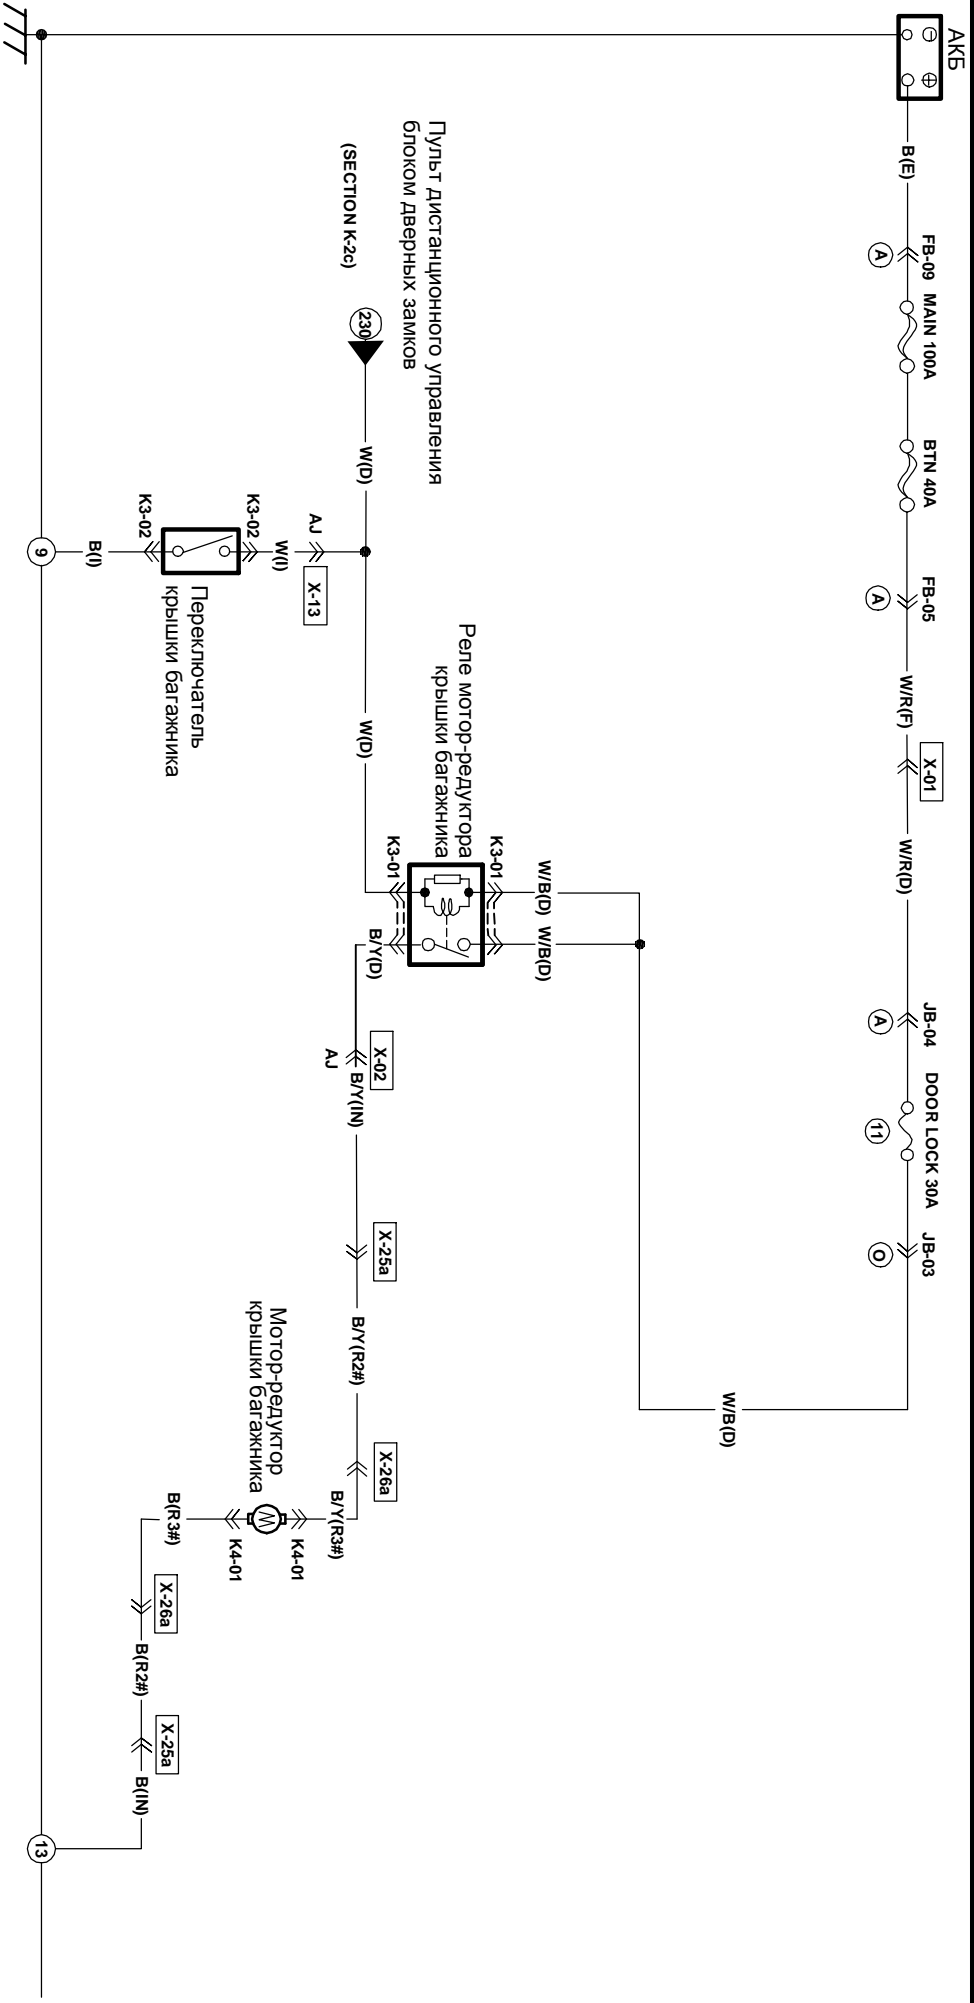 АКБ
B(E)
FB-09
A
MAIN 100A
BTN 40A
FB-05
A
W/R(F)
X-01
W/R(D)
JB-04
A
DOOR LOCK 30A
11
JB-03
O
W/B(D)
W/B(D)
W/B(D)
K3-01
Реле мотор-редуктора
крышки багажника
K3-01
B/Y(D)
Пульт дистанционного управления
блоком дверных замков
(SECTION K-2c)
230
W(D)
W(D)
AJ
X-13
W(I)
K3-02
K3-02
Переключатель
крышки багажника
B(I)
9
X-02
AJ
B/Y(IN)
X-25a
B/Y(R2#)
X-26a
B/Y(R3#)
Мотор-редуктор
крышки багажника
K4-01
K4-01
B(R3#)
X-26a
B(R2#)
X-25a
B(IN)
13